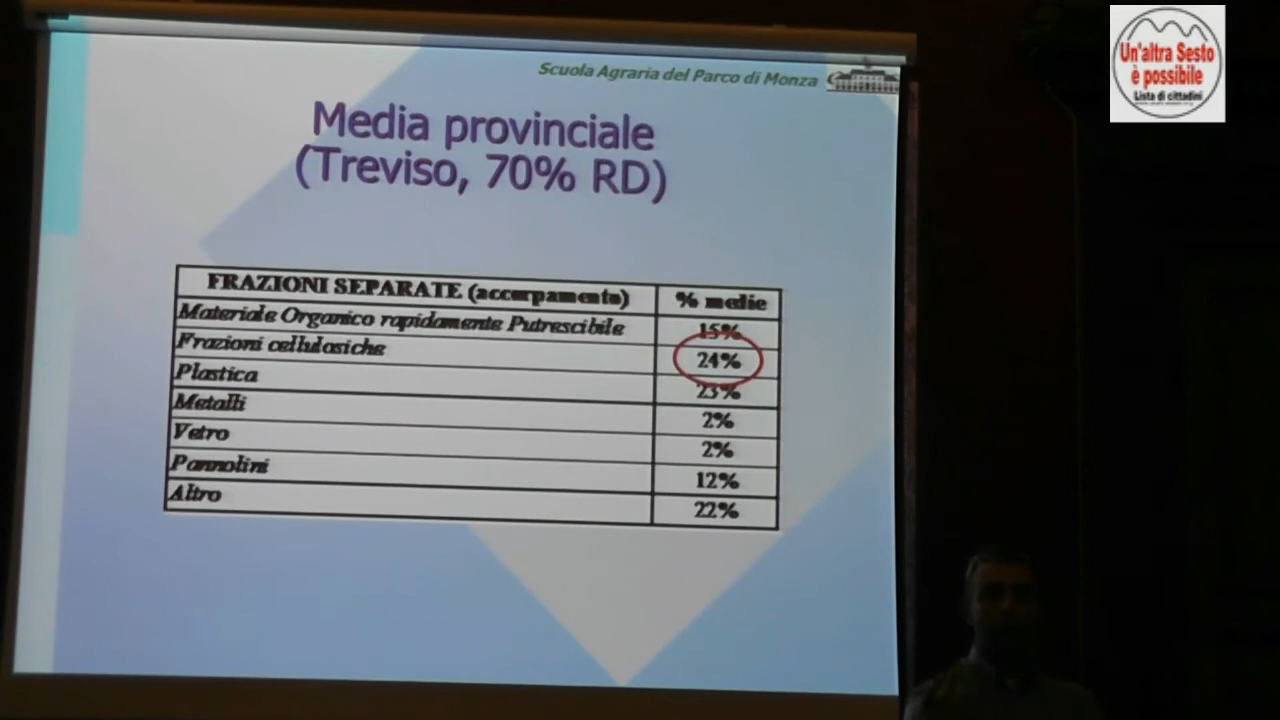 Scuola Agraria del Parco di Monza
Un'altra Sesto
è possibile
Lista di cittadini
Media provinciale
(Treviso, 70% RD)
FRAZIONI SEPARATE (accorpamento) % medie
Materiale Organico rapidamente Putrescibile 15%
Frazioni cellulosiche 24%
Plastica 23%
Metalli 2%
Vetro 2%
Pannolini 12%
Altro 22%